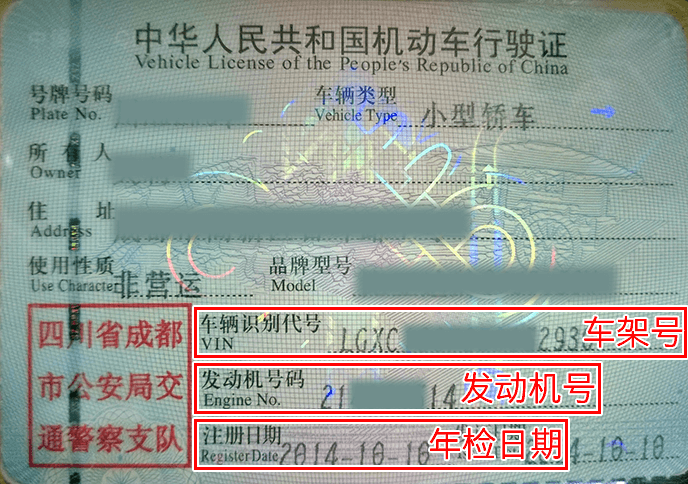 中华人民共和国机动车行驶证
Vehicle License of the People's Republic of China
号牌号码 车辆类型 小型轿车
Plate No. Vehicle Type
所有人
Owner
住址
Address
使用性质 非营运 品牌型号
Use Character Model
四川省成都
市公安局交
通警察支队
车辆识别代号 LGXC 293 车架号
VIN
发动机号码 21 14 发动机号
Engine No.
注册日期 2014-10-10 年检日期 2014-10-10
Register Date